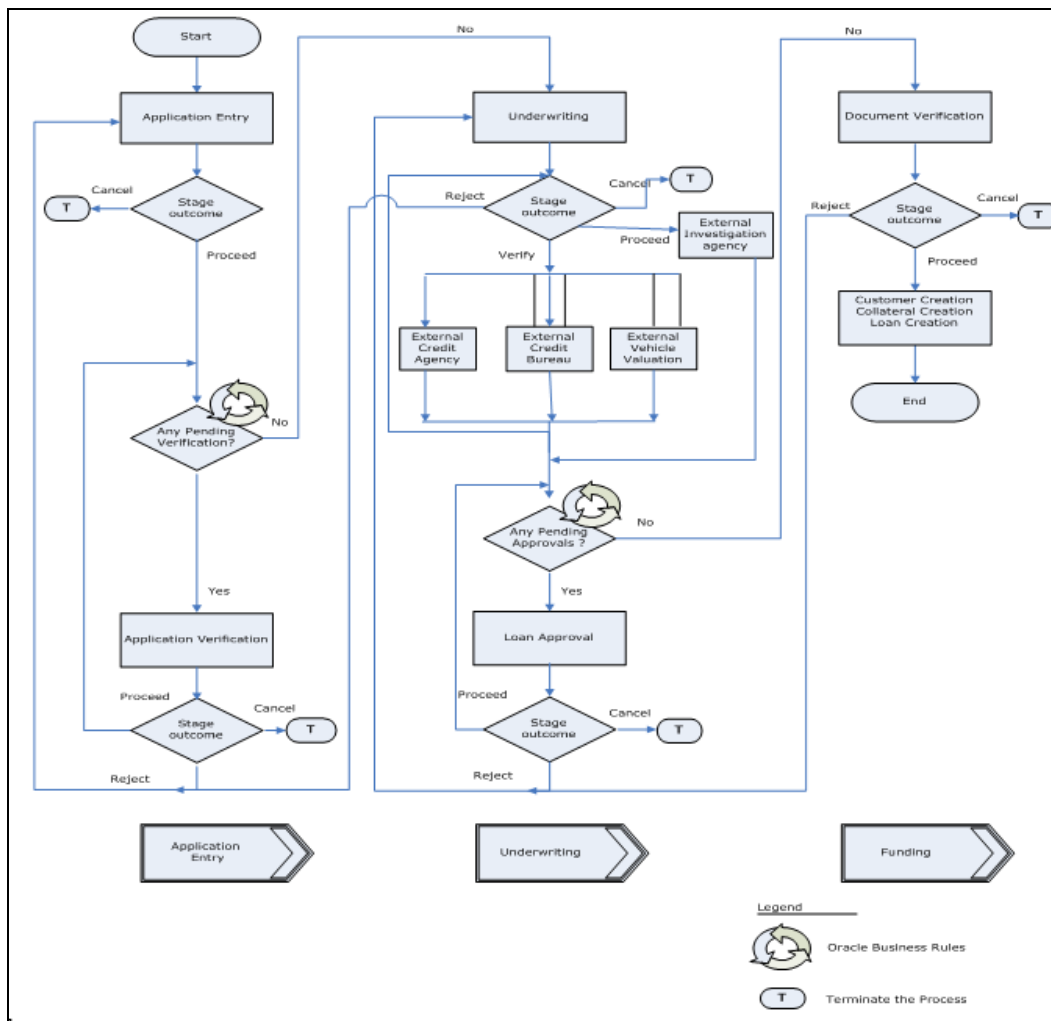 Start
Application Entry
Cancel
T
Stage
outcome
Proceed
Any Pending
Verification?
No
Yes
Application Verification
Proceed
Stage
outcome
Cancel
T
Reject
No
Underwriting
Reject
Stage
outcome
Cancel
T
Proceed
External
Investigation
agency
Verify
External
Credit
Agency
External
Credit
Bureau
External
Vehicle
Valuation
Any Pending
Approvals ?
No
Yes
Loan Approval
Proceed
Stage
outcome
Cancel
T
Reject
No
Document Verification
Reject
Stage
outcome
Cancel
T
Proceed
Customer Creation
Collateral Creation
Loan Creation
End
Application
Entry
Underwriting
Funding
Legend
Oracle Business Rules
T
Terminate the Process